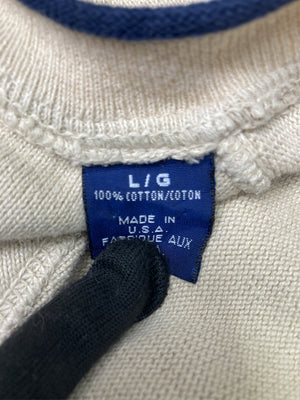 L/G
100% COTTON/COTON
MADE IN
U.S.A.
FABRIQUE AUX